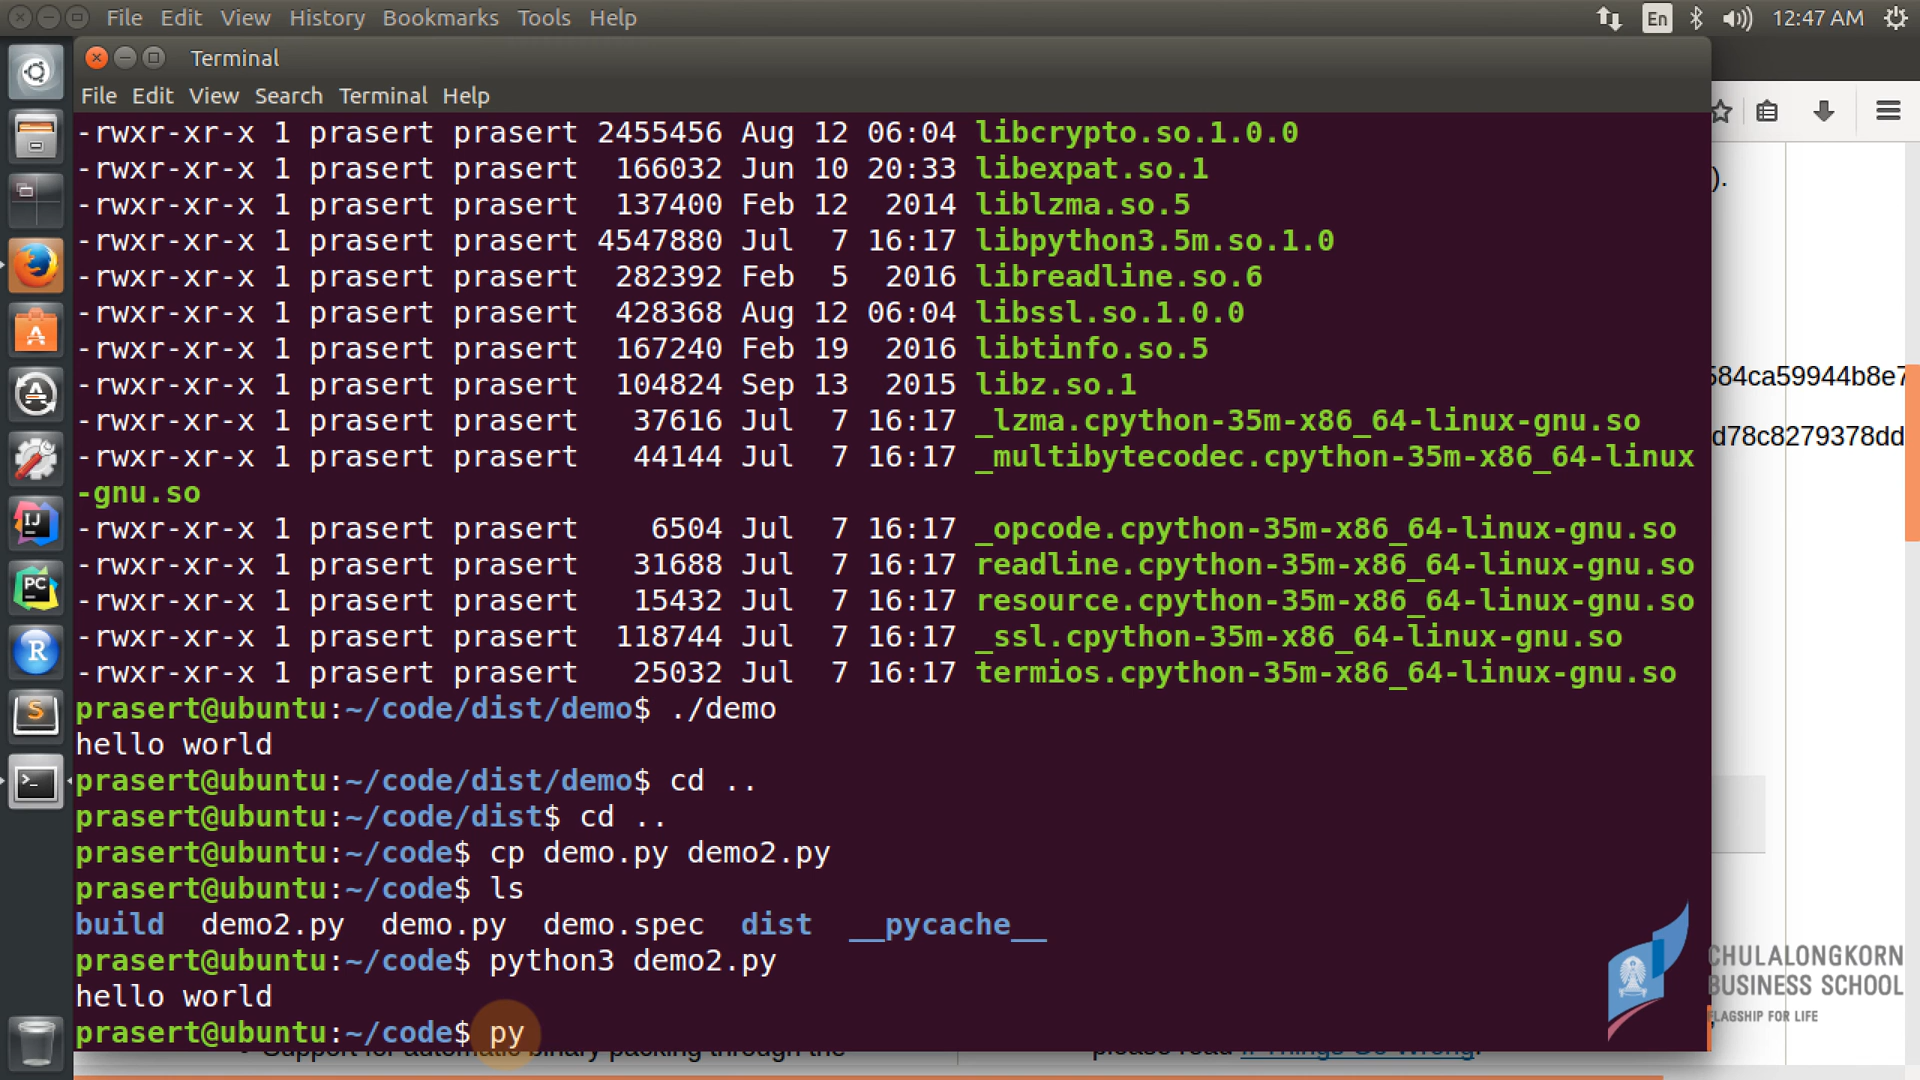 File Edit View History Bookmarks Tools Help
En 12:47 AM
Terminal
File Edit View Search Terminal Help
-rwxr-xr-x 1 prasert prasert 2455456 Aug 12 06:04 libcrypto.so.1.0.0
-rwxr-xr-x 1 prasert prasert 166032 Jun 10 20:33 libexpat.so.1
-rwxr-xr-x 1 prasert prasert 137400 Feb 12 2014 liblzma.so.5
-rwxr-xr-x 1 prasert prasert 4547880 Jul 7 16:17 libpython3.5m.so.1.0
-rwxr-xr-x 1 prasert prasert 282392 Feb 5 2016 libreadline.so.6
-rwxr-xr-x 1 prasert prasert 428368 Aug 12 06:04 libssl.so.1.0.0
-rwxr-xr-x 1 prasert prasert 167240 Feb 19 2016 libtinfo.so.5
-rwxr-xr-x 1 prasert prasert 104824 Sep 13 2015 libz.so.1
-rwxr-xr-x 1 prasert prasert 37616 Jul 7 16:17 _lzma.cpython-35m-x86_64-linux-gnu.so
-rwxr-xr-x 1 prasert prasert 44144 Jul 7 16:17 _multibytecodec.cpython-35m-x86_64-linux
-gnu.so
-rwxr-xr-x 1 prasert prasert 6504 Jul 7 16:17 _opcode.cpython-35m-x86_64-linux-gnu.so
-rwxr-xr-x 1 prasert prasert 31688 Jul 7 16:17 readline.cpython-35m-x86_64-linux-gnu.so
-rwxr-xr-x 1 prasert prasert 15432 Jul 7 16:17 resource.cpython-35m-x86_64-linux-gnu.so
-rwxr-xr-x 1 prasert prasert 118744 Jul 7 16:17 _ssl.cpython-35m-x86_64-linux-gnu.so
-rwxr-xr-x 1 prasert prasert 25032 Jul 7 16:17 termios.cpython-35m-x86_64-linux-gnu.so
prasert@ubuntu:~/code/dist/demo$ ./demo
hello world
prasert@ubuntu:~/code/dist/demo$ cd ..
prasert@ubuntu:~/code/dist$ cd ..
prasert@ubuntu:~/code$ cp demo.py demo2.py
prasert@ubuntu:~/code$ ls
build demo2.py demo.py demo.spec dist __pycache__
prasert@ubuntu:~/code$ python3 demo2.py
hello world
prasert@ubuntu:~/code$ py
).
584ca59944b8e7
d78c8279378dd
IJ
PC
R
S
CHULALONGKORN
BUSINESS SCHOOL
FLAGSHIP FOR LIFE